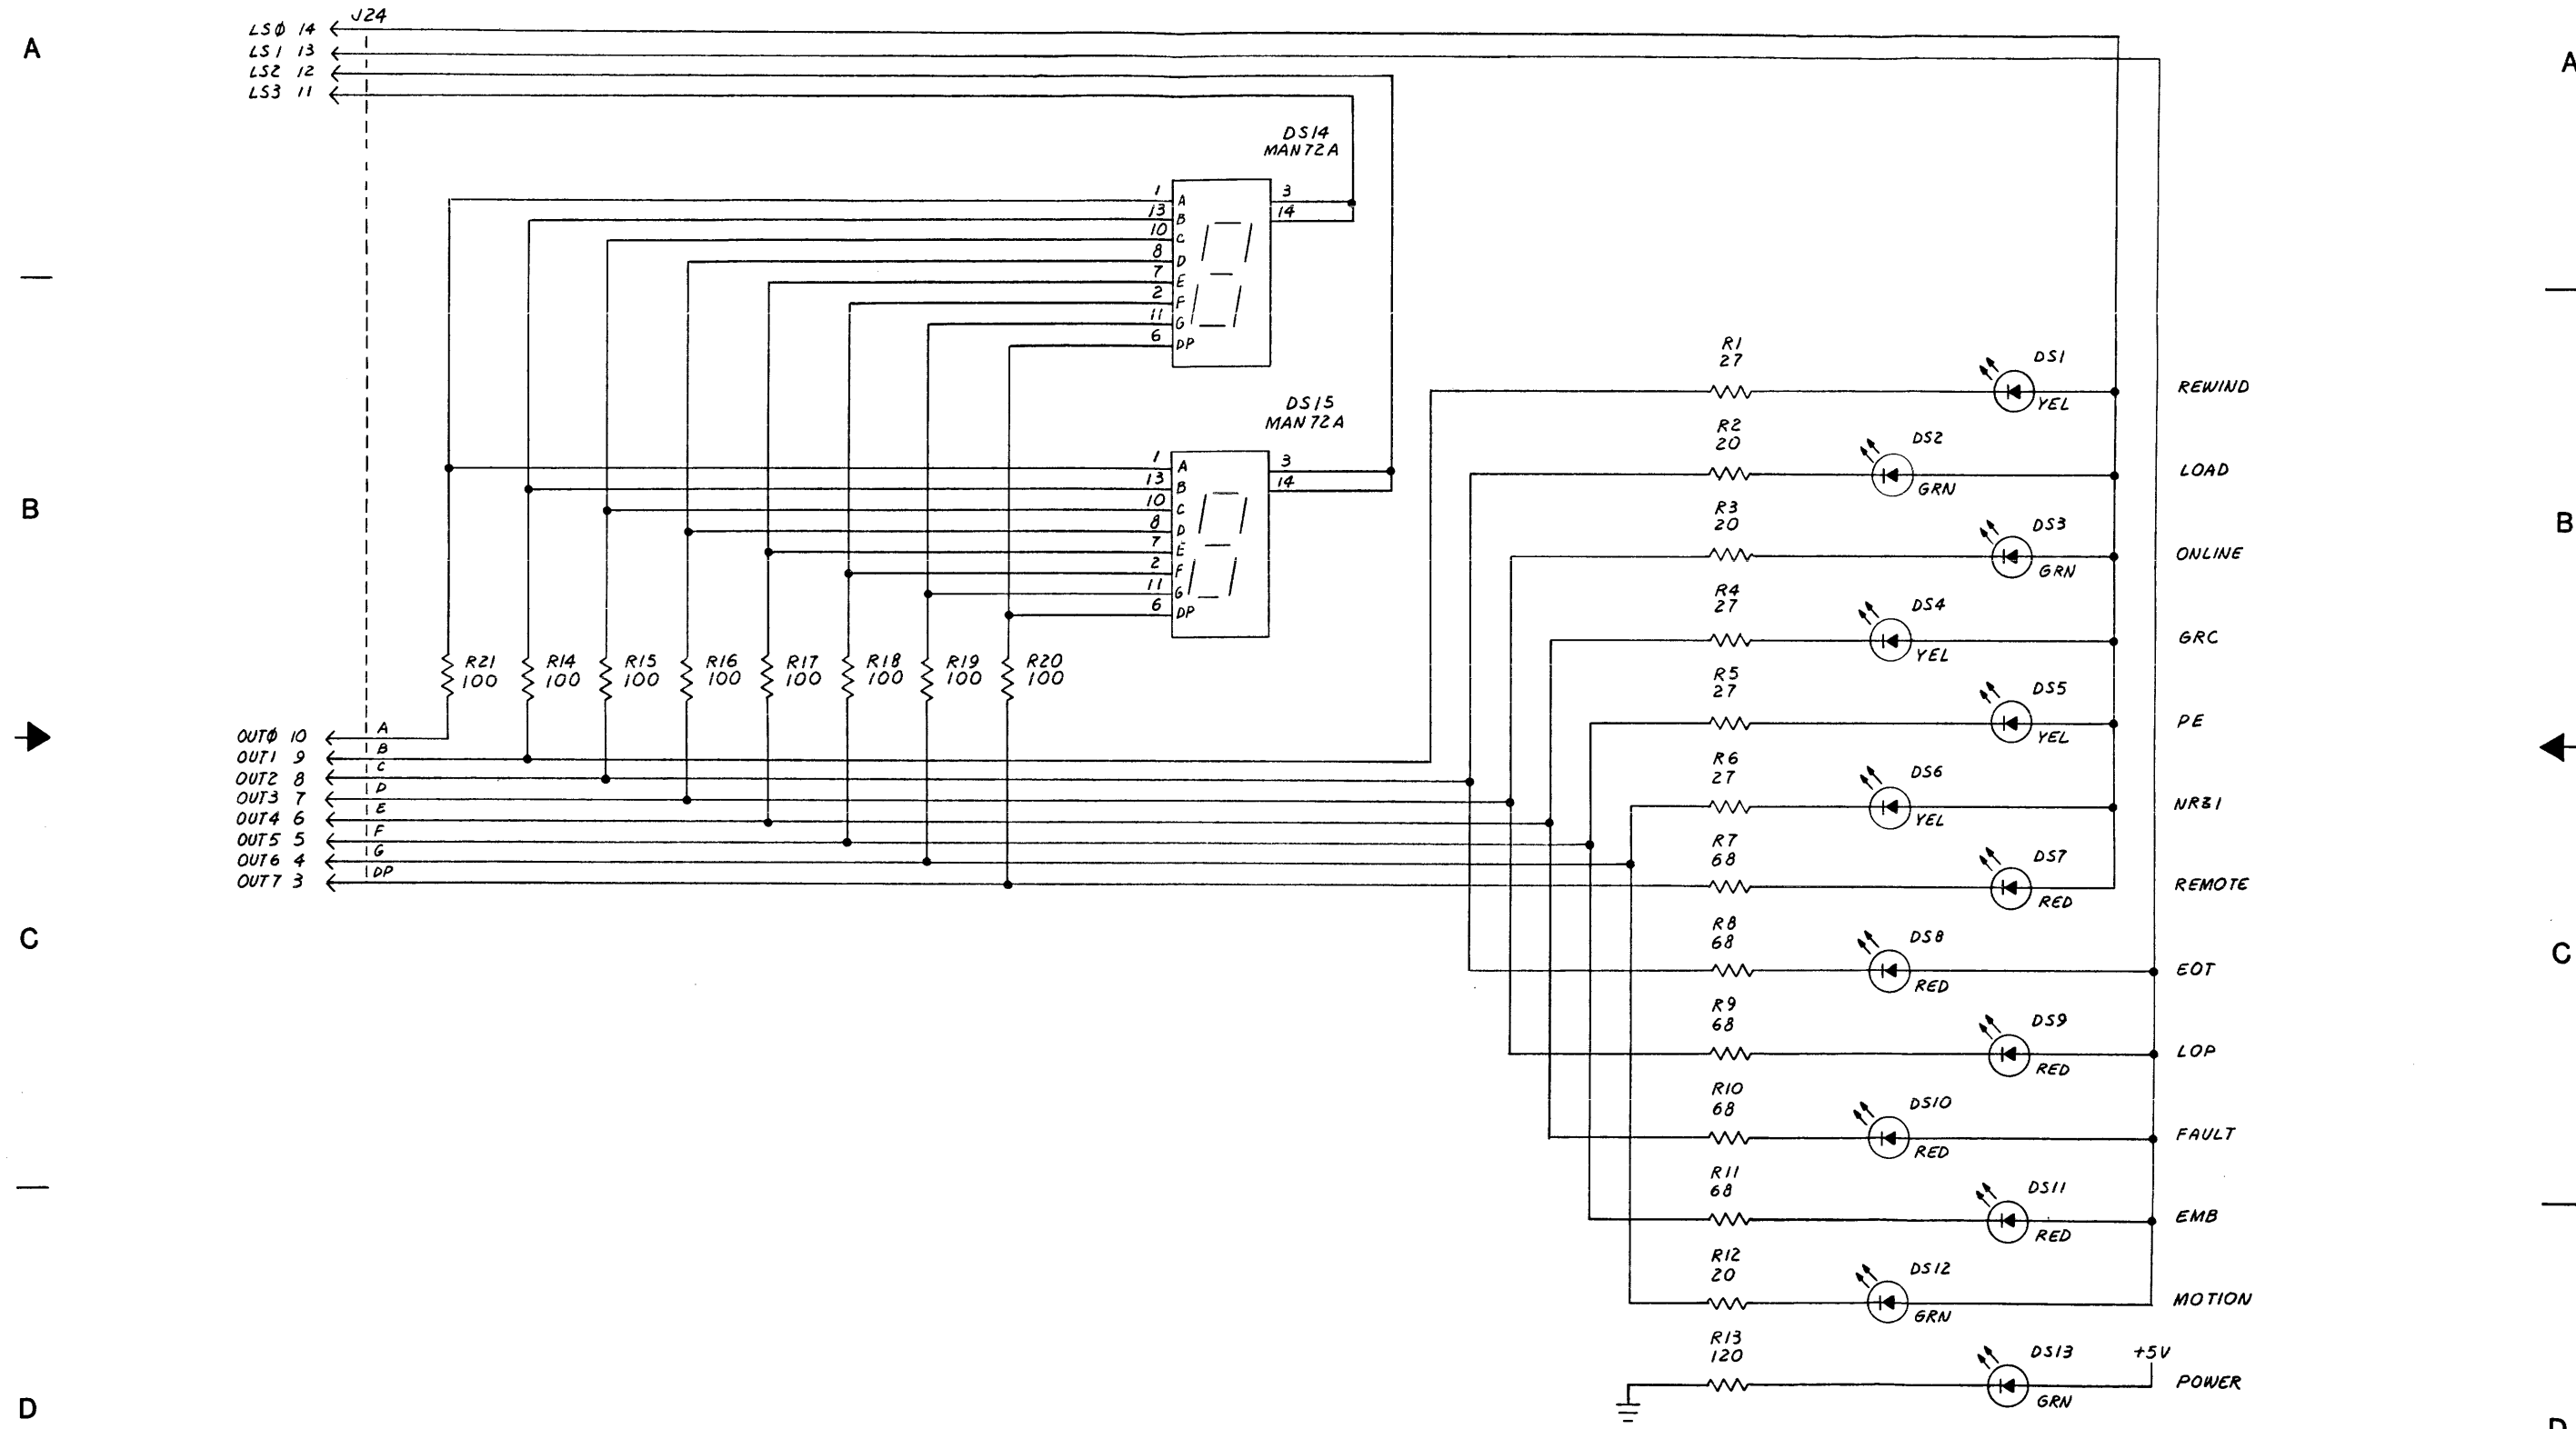 J24
A
A
LSØ 14
LS1 13
LS2 12
LS3 11
DS14
MAN72A
1 A
13 B
10 C
8 D
7 E
2 F
11 G
6 DP
3
14
DS15
MAN72A
1 A
13 B
10 C
8 D
7 E
2 F
11 G
6 DP
3
14
B
B
R1
27
DS1
YEL
REWIND
R2
20
DS2
GRN
LOAD
R3
20
DS3
GRN
ONLINE
R4
27
DS4
YEL
GRC
R5
27
DS5
YEL
PE
R6
27
DS6
YEL
NRZI
R7
68
DS7
RED
REMOTE
R21
100
R14
100
R15
100
R16
100
R17
100
R18
100
R19
100
R20
100
OUTØ 10 A
OUT1 9 B
OUT2 8 C
OUT3 7 D
OUT4 6 E
OUT5 5 F
OUT6 4 G
OUT7 3 DP
C
C
R8
68
DS8
RED
EOT
R9
68
DS9
RED
LOP
R10
68
DS10
RED
FAULT
R11
68
DS11
RED
EMB
R12
20
DS12
GRN
MOTION
R13
120
DS13
GRN
+5V
POWER
D
D